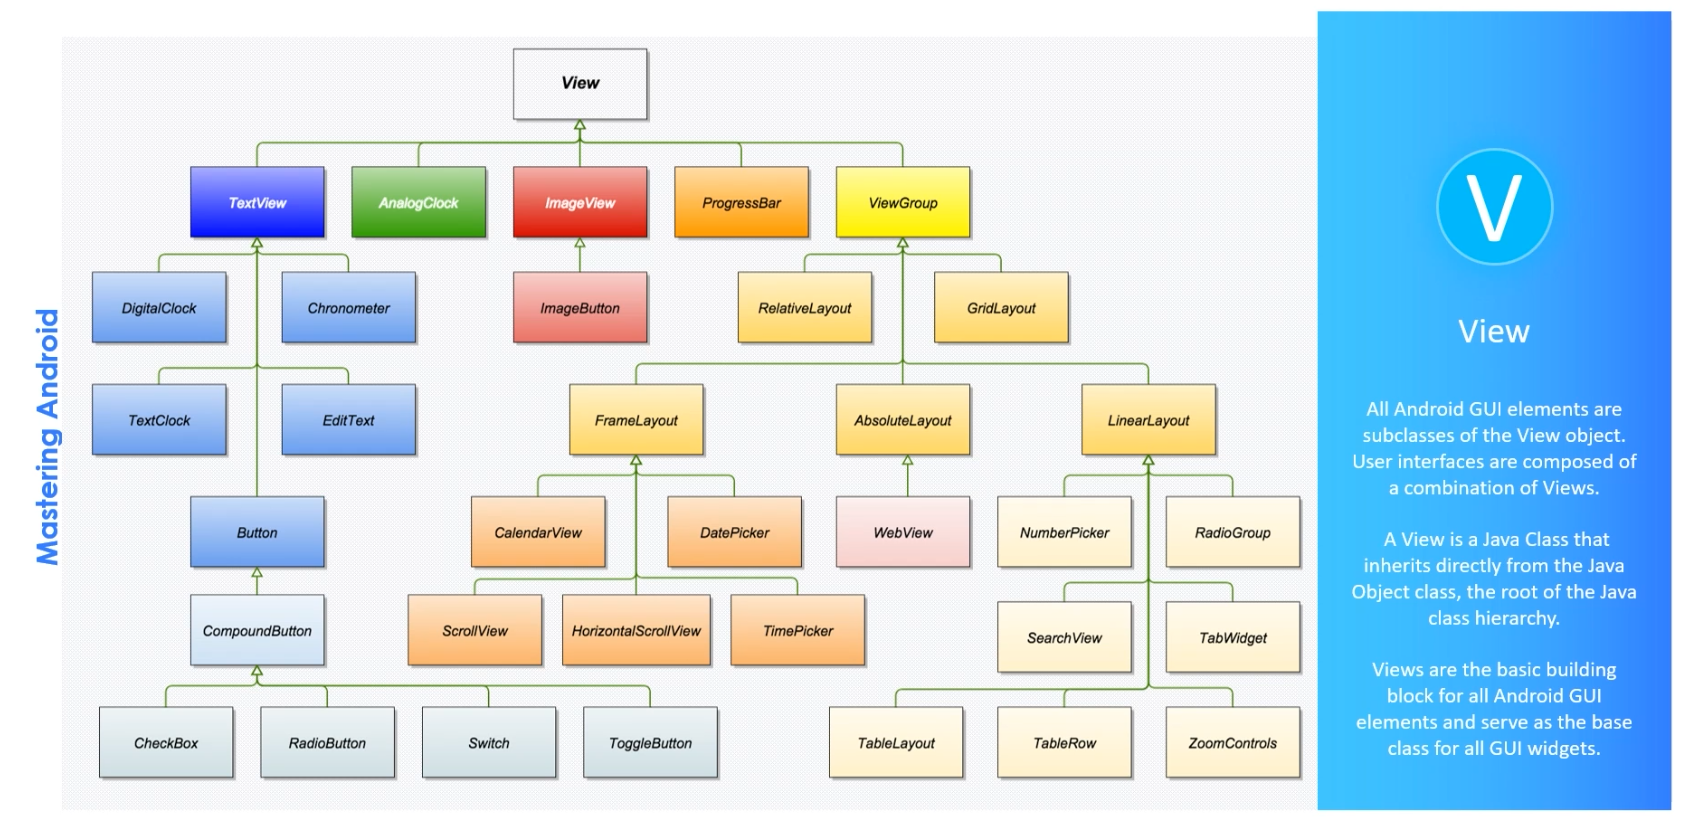 Mastering Android
View
TextView
AnalogClock
ImageView
ProgressBar
ViewGroup
DigitalClock
Chronometer
ImageButton
RelativeLayout
GridLayout
TextClock
EditText
FrameLayout
AbsoluteLayout
LinearLayout
Button
CalendarView
DatePicker
WebView
NumberPicker
RadioGroup
CompoundButton
ScrollView
HorizontalScrollView
TimePicker
SearchView
TabWidget
CheckBox
RadioButton
Switch
ToggleButton
TableLayout
TableRow
ZoomControls
V
View
All Android GUI elements are
subclasses of the View object.
User interfaces are composed of
a combination of Views.
A View is a Java Class that
inherits directly from the Java
Object class, the root of the Java
class hierarchy.
Views are the basic building
block for all Android GUI
elements and serve as the base
class for all GUI widgets.